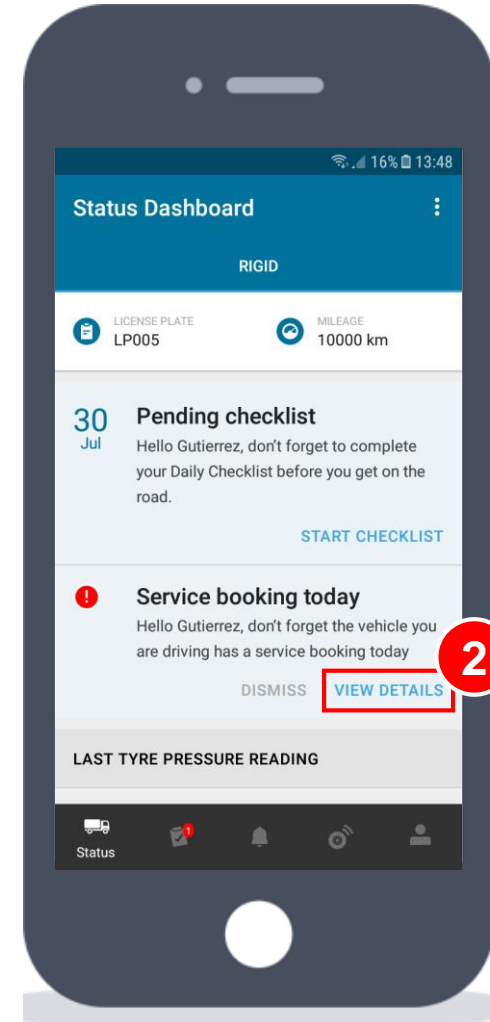 16% 13:48
Status Dashboard
RIGID
LICENSE PLATE
LP005
MILEAGE
10000 km
30
Jul
Pending checklist
Hello Gutierrez, don't forget to complete
your Daily Checklist before you get on the
road.
START CHECKLIST
!
Service booking today
Hello Gutierrez, don't forget the vehicle you
are driving has a service booking today
2
DISMISS VIEW DETAILS
LAST TYRE PRESSURE READING
1
Status